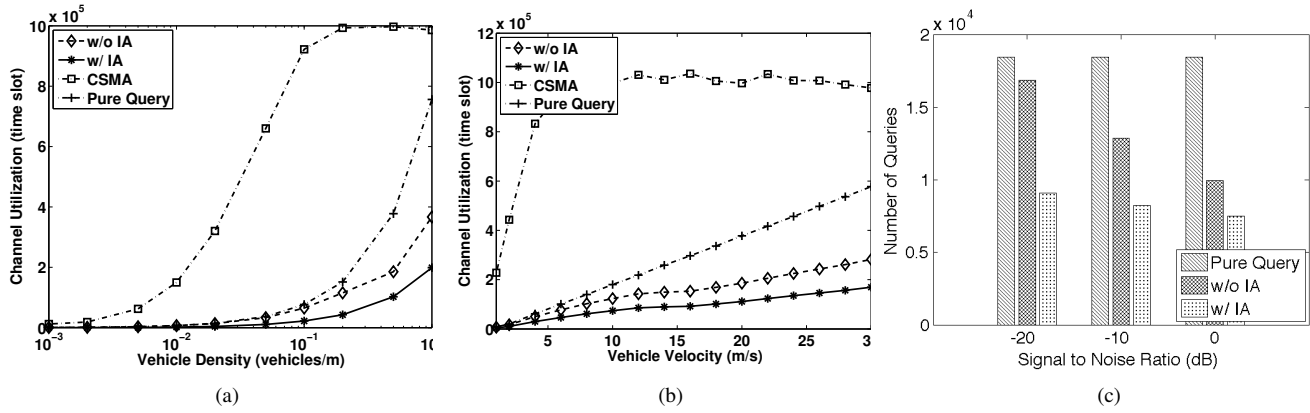 x 10^5
10
8
6
4
2
0
Channel Utilization (time slot)
w/o IA
w/ IA
CSMA
Pure Query
10^-3
10^-2
10^-1
10
Vehicle Density (vehicles/m)
(a)
x 10^5
12
10
8
6
4
2
0
Channel Utilization (time slot)
w/o IA
w/ IA
CSMA
Pure Query
5
10
15
20
25
3
Vehicle Velocity (m/s)
(b)
x 10^4
2
1.5
1
0.5
0
Number of Queries
Pure Query
w/o IA
w/ IA
-20
-10
0
Signal to Noise Ratio (dB)
(c)